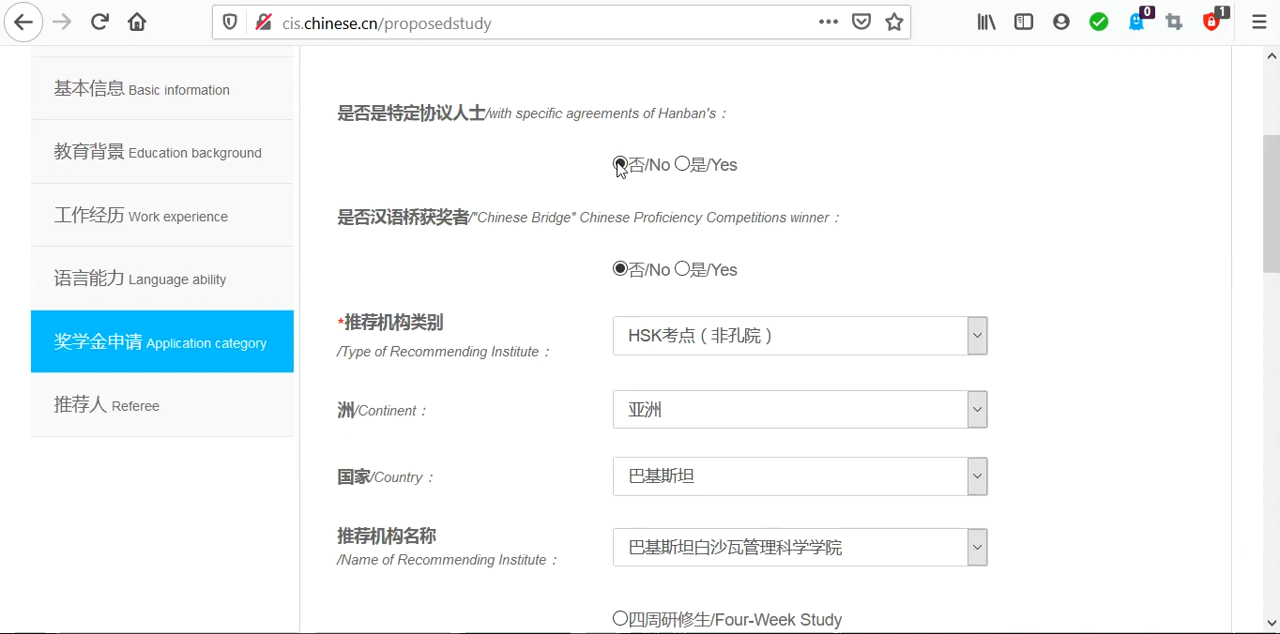 cis.chinese.cn/proposedstudy
0
1
基本信息 Basic information
教育背景 Education background
工作经历 Work experience
语言能力 Language ability
奖学金申请 Application category
推荐人 Referee
是否是特定协议人士/with specific agreements of Hanban's：
否/No 是/Yes
是否汉语桥获奖者/"Chinese Bridge" Chinese Proficiency Competitions winner：
否/No 是/Yes
*推荐机构类别
/Type of Recommending Institute：
HSK考点（非孔院）
洲/Continent：
亚洲
国家/Country：
巴基斯坦
推荐机构名称
/Name of Recommending Institute：
巴基斯坦白沙瓦管理科学学院
四周研修生/Four-Week Study